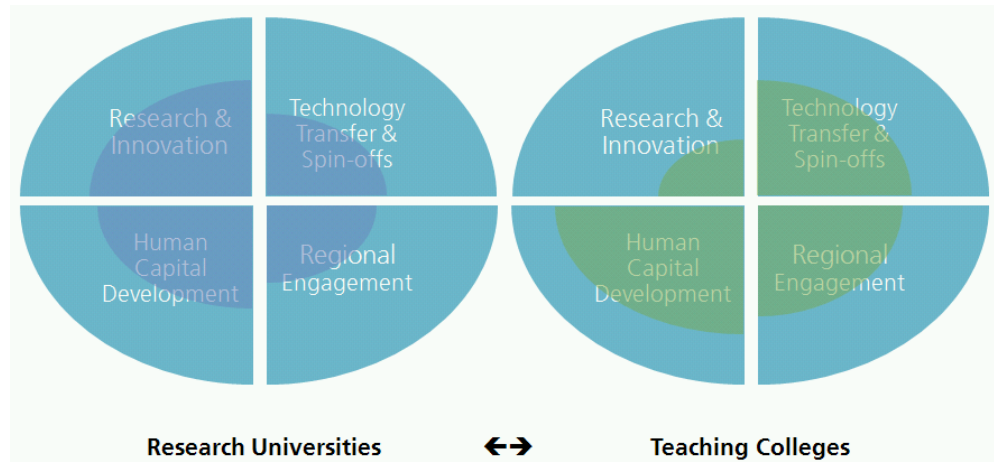 Research &
Innovation
Technology
Transfer &
Spin-offs
Human
Capital
Development
Regional
Engagement
Research &
Innovation
Technology
Transfer &
Spin-offs
Human
Capital
Development
Regional
Engagement
Research Universities ←→ Teaching Colleges